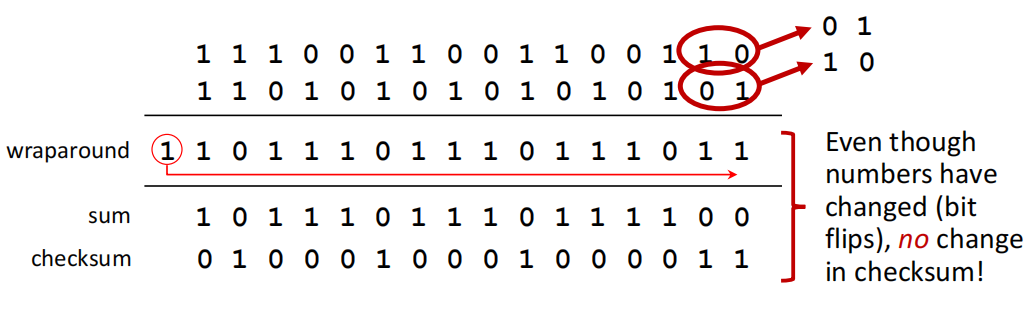 1 1 1 0 0 1 1 0 0 1 1 0 0 1 1 0
0 1
1 1 0 1 0 1 0 1 0 1 0 1 0 1 0 1
1 0
wraparound 1 1 0 1 1 1 0 1 1 1 0 1 1 1 0 1 1
sum 1 0 1 1 1 0 1 1 1 0 1 1 1 1 0 0
checksum 0 1 0 0 0 1 0 0 0 1 0 0 0 0 1 1
Even though
numbers have
changed (bit
flips), no change
in checksum!